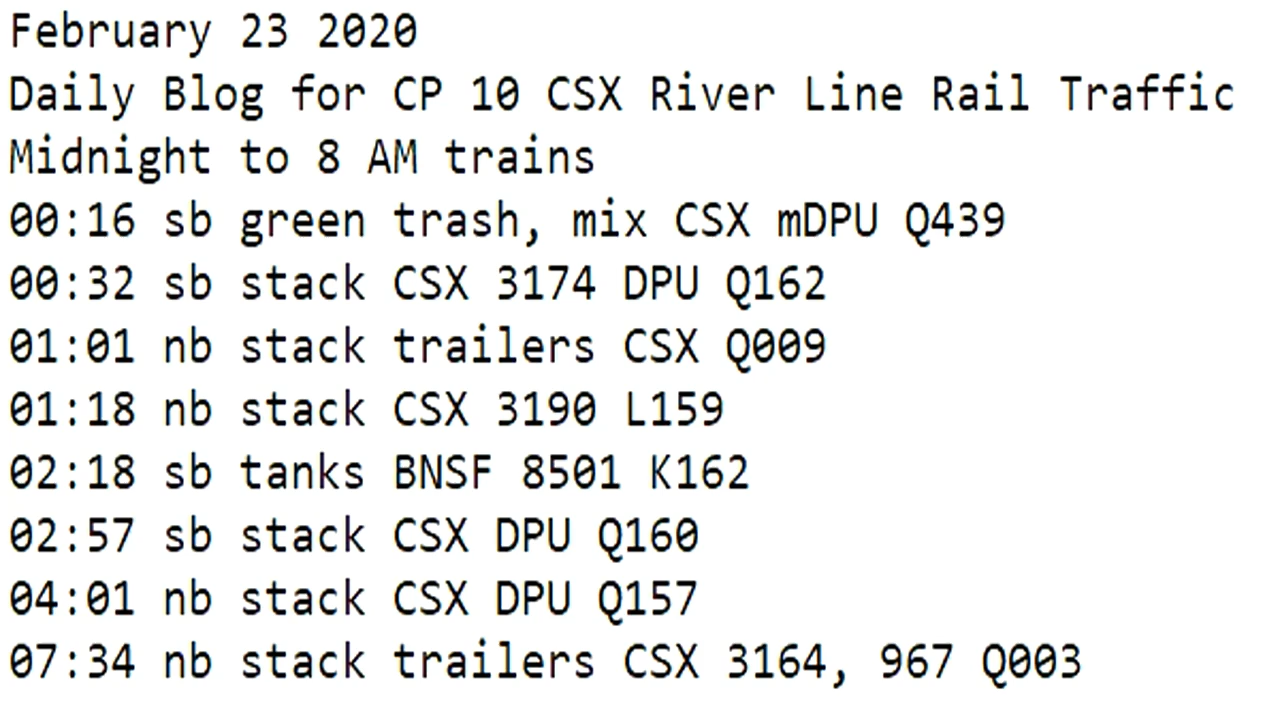 February 23 2020
Daily Blog for CP 10 CSX River Line Rail Traffic
Midnight to 8 AM trains
00:16 sb green trash, mix CSX mDPU Q439
00:32 sb stack CSX 3174 DPU Q162
01:01 nb stack trailers CSX Q009
01:18 nb stack CSX 3190 L159
02:18 sb tanks BNSF 8501 K162
02:57 sb stack CSX DPU Q160
04:01 nb stack CSX DPU Q157
07:34 nb stack trailers CSX 3164, 967 Q003